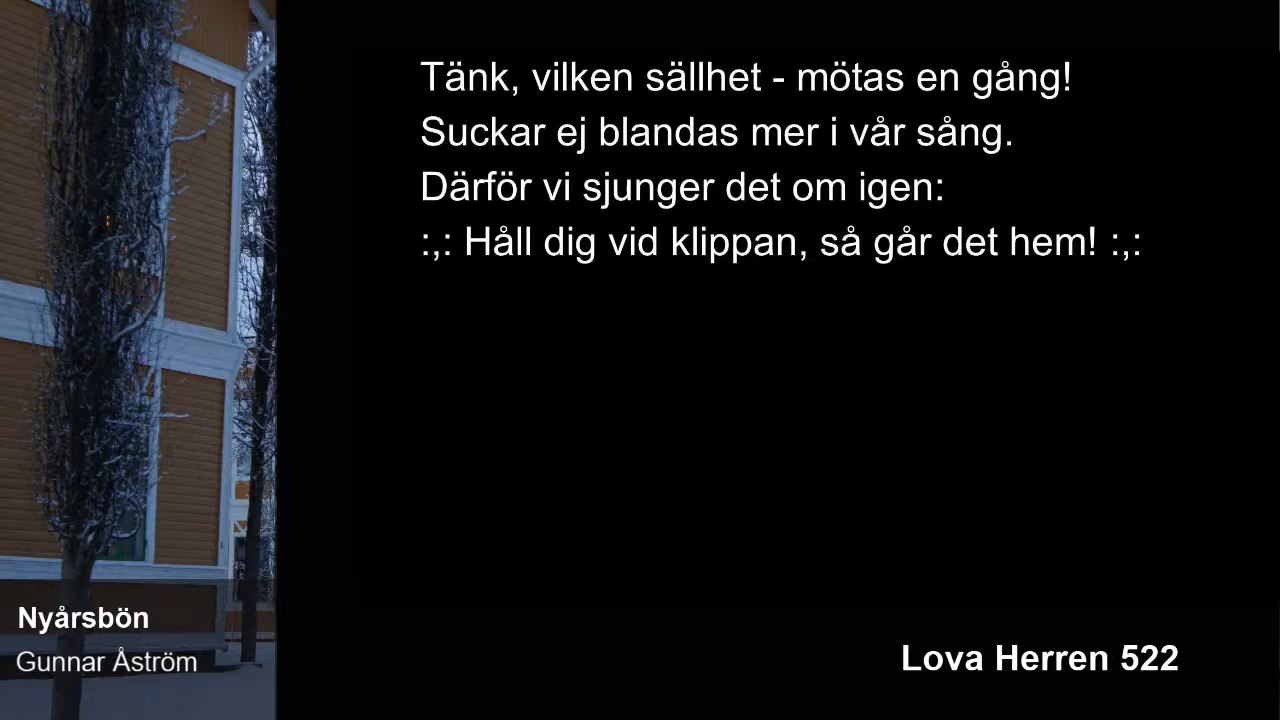 Tänk, vilken sällhet - mötas en gång!
Suckar ej blandas mer i vår sång.
Därför vi sjunger det om igen:
:,: Håll dig vid klippan, så går det hem! :,:
Nyårsbön
Gunnar Åström
Lova Herren 522